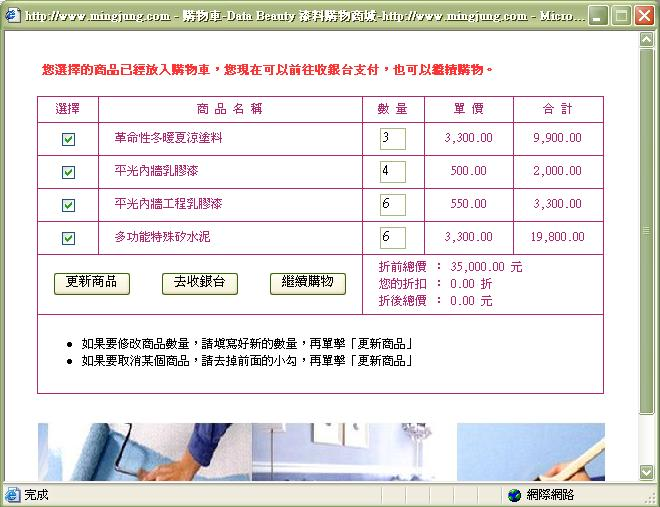 http://www.mingjung.com - 購物車-Data Beauty 漆料購物商城-http://www.mingjung.com - Micro...
您選擇的商品已經放入購物車，您現在可以前往收銀台支付，也可以繼續購物。
選擇 商品名稱 數量 單價 合計
革命性冬暖夏涼塗料 3 3,300.00 9,900.00
平光內牆乳膠漆 4 500.00 2,000.00
平光內牆工程乳膠漆 6 550.00 3,300.00
多功能特殊矽水泥 6 3,300.00 19,800.00
更新商品 去收銀台 繼續購物
折前總價 ： 35,000.00 元
您的折扣 ： 0.00 折
折後總價 ： 0.00 元
• 如果要修改商品數量，請填寫好新的數量，再單擊「更新商品」
• 如果要取消某個商品，請去掉前面的小勾，再單擊「更新商品」
完成 網際網路